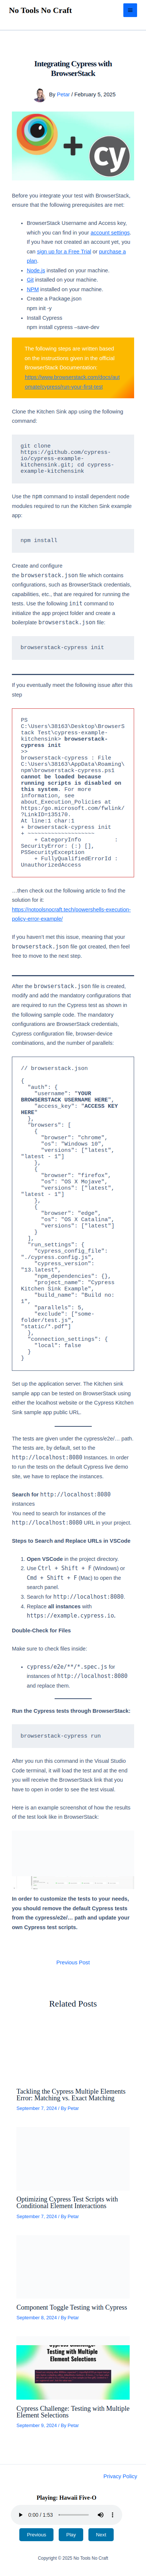 No Tools No Craft
Integrating Cypress with
BrowserStack
By Petar / February 5, 2025
Before you integrate your test with BrowserStack,
ensure that the following prerequisites are met:
BrowserStack Username and Access key,
which you can find in your account settings.
If you have not created an account yet, you
can sign up for a Free Trial or purchase a
plan.
Node.js installed on your machine.
Git installed on your machine.
NPM installed on your machine.
Create a Package.json
npm init -y
Install Cypress
npm install cypress --save-dev
The following steps are written based
on the instructions given in the official
BrowserStack Documentation:
Clone the Kitchen Sink app using the following
command:
git clone
https://github.com/cypress-
io/cypress-example-
kitchensink.git; cd cypress-
example-kitchensink
Use the npm command to install dependent node
modules required to run the Kitchen Sink example
app:
npm install
Create and configure
the browserstack.json file which contains
configurations, such as BrowserStack credentials,
capabilities, etc., that are required for running
tests. Use the following init command to
initialize the app project folder and create a
boilerplate browserstack.json file:
browserstack-cypress init
If you eventually meet the following issue after this
step
PS
C:\Users\38163\Desktop\BrowserS
tack Test\cypress-example-
kitchensink> browserstack-
cypress init
>>
browserstack-cypress : File
C:\Users\38163\AppData\Roaming\
npm\browserstack-cypress.ps1
cannot be loaded because
running scripts is disabled on
this system. For more
information, see
about_Execution_Policies at
https:/go.microsoft.com/fwlink/
?LinkID=135170.
At line:1 char:1
+ browserstack-cypress init
+ ~~~~~~~~~~~~~~~~~~~~
+ CategoryInfo :
SecurityError: (:) [],
PSSecurityException
+ FullyQualifiedErrorId :
UnauthorizedAccess
...then check out the following article to find the
solution for it:
https://notoolsnocraft.tech/powershells-execution-
policy-error-example/
If you haven't met this issue, meaning that your
browserstack.json file got created, then feel
free to move to the next step.
After the browserstack.json file is created,
modify and add the mandatory configurations that
are required to run the Cypress test as shown in
the following sample code. The mandatory
configurations are BrowserStack credentials,
Cypress configuration file, browser-device
combinations, and the number of parallels:
// browserstack.json
{
"auth": {
"username": "YOUR
BROWSERSTACK USERNAME HERE",
"access_key": "ACCESS KEY
HERE"
},
"browsers": [
{
"browser": "chrome",
"os": "Windows 10",
"versions": ["latest",
"latest - 1"]
},
{
"browser": "firefox",
"os": "OS X Mojave",
"versions": ["latest",
"latest - 1"]
},
{
"browser": "edge",
"os": "OS X Catalina",
"versions": ["latest"]
}
],
"run_settings": {
"cypress_config_file":
"./cypress.config.js",
"cypress_version":
"13.latest",
"npm_dependencies": {},
"project_name": "Cypress
Kitchen Sink Example",
"build_name": "Build no:
1",
"parallels": 5,
"exclude": ["some-
folder/test.js",
"static/*.pdf"]
},
"connection_settings": {
"local": false
}
}
Set up the application server. The Kitchen sink
sample app can be tested on BrowserStack using
either the localhost website or the Cypress Kitchen
Sink sample app public URL.
The tests are given under the cypress/e2e/... path.
The tests are, by default, set to the
http://localhost:8080 Instances. In order
to run the tests on the default Cypress live demo
site, we have to replace the instances.
Search for http://localhost:8080
instances
You need to search for instances of the
http://localhost:8080 URL in your project.
Steps to Search and Replace URLs in VSCode
1. Open VSCode in the project directory.
2. Use Ctrl + Shift + F (Windows) or
Cmd + Shift + F (Mac) to open the
search panel.
3. Search for http://localhost:8080.
4. Replace all instances with
https://example.cypress.io.
Double-Check for Files
Make sure to check files inside:
cypress/e2e/**/*.spec.js for
instances of http://localhost:8080
and replace them.
Run the Cypress tests through BrowserStack:
browserstack-cypress run
After you run this command in the Visual Studio
Code terminal, it will load the test and at the end
you will receive the BrowserStack link that you
have to open in order to see the test visual.
Here is an example screenshot of how the results
of the test look like in BrowserStack:
In order to customize the tests to your needs,
you should remove the default Cypress tests
from the cypress/e2e/... path and update your
own Cypress test scripts.
Previous Post
Related Posts
Tackling the Cypress Multiple Elements
Error: Matching vs. Exact Matching
September 7, 2024 / By Petar
Optimizing Cypress Test Scripts with
Conditional Element Interactions
September 7, 2024 / By Petar
Component Toggle Testing with Cypress
September 8, 2024 / By Petar
Cypress Challenge:
Testing with Multiple
Element Selections
Cypress Challenge: Testing with Multiple
Element Selections
September 9, 2024 / By Petar
Privacy Policy
Playing: Hawaii Five-O
0:00 / 1:53
Previous Play Next
Copyright © 2025 No Tools No Craft